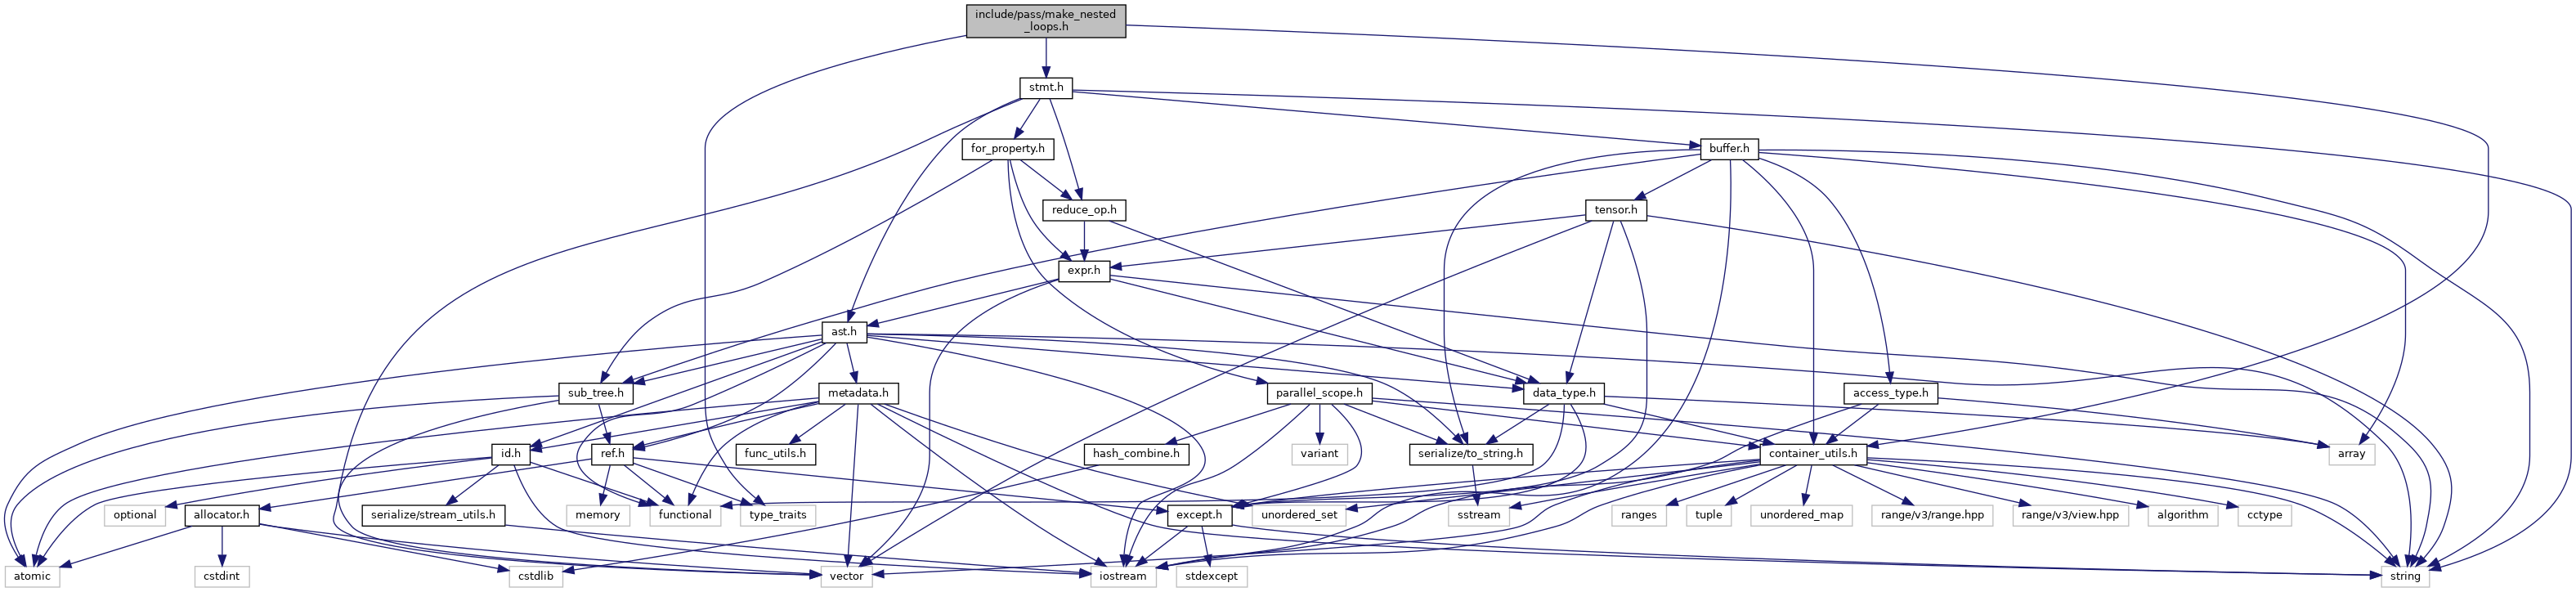 include/pass/make_nested
_loops.h
stmt.h
for_property.h
buffer.h
reduce_op.h
tensor.h
expr.h
ast.h
sub_tree.h
metadata.h
parallel_scope.h
data_type.h
access_type.h
id.h
ref.h
func_utils.h
hash_combine.h
variant
serialize/to_string.h
container_utils.h
array
optional
allocator.h
serialize/stream_utils.h
memory
functional
type_traits
except.h
unordered_set
sstream
ranges
tuple
unordered_map
range/v3/range.hpp
range/v3/view.hpp
algorithm
cctype
atomic
cstdint
cstdlib
vector
iostream
stdexcept
string